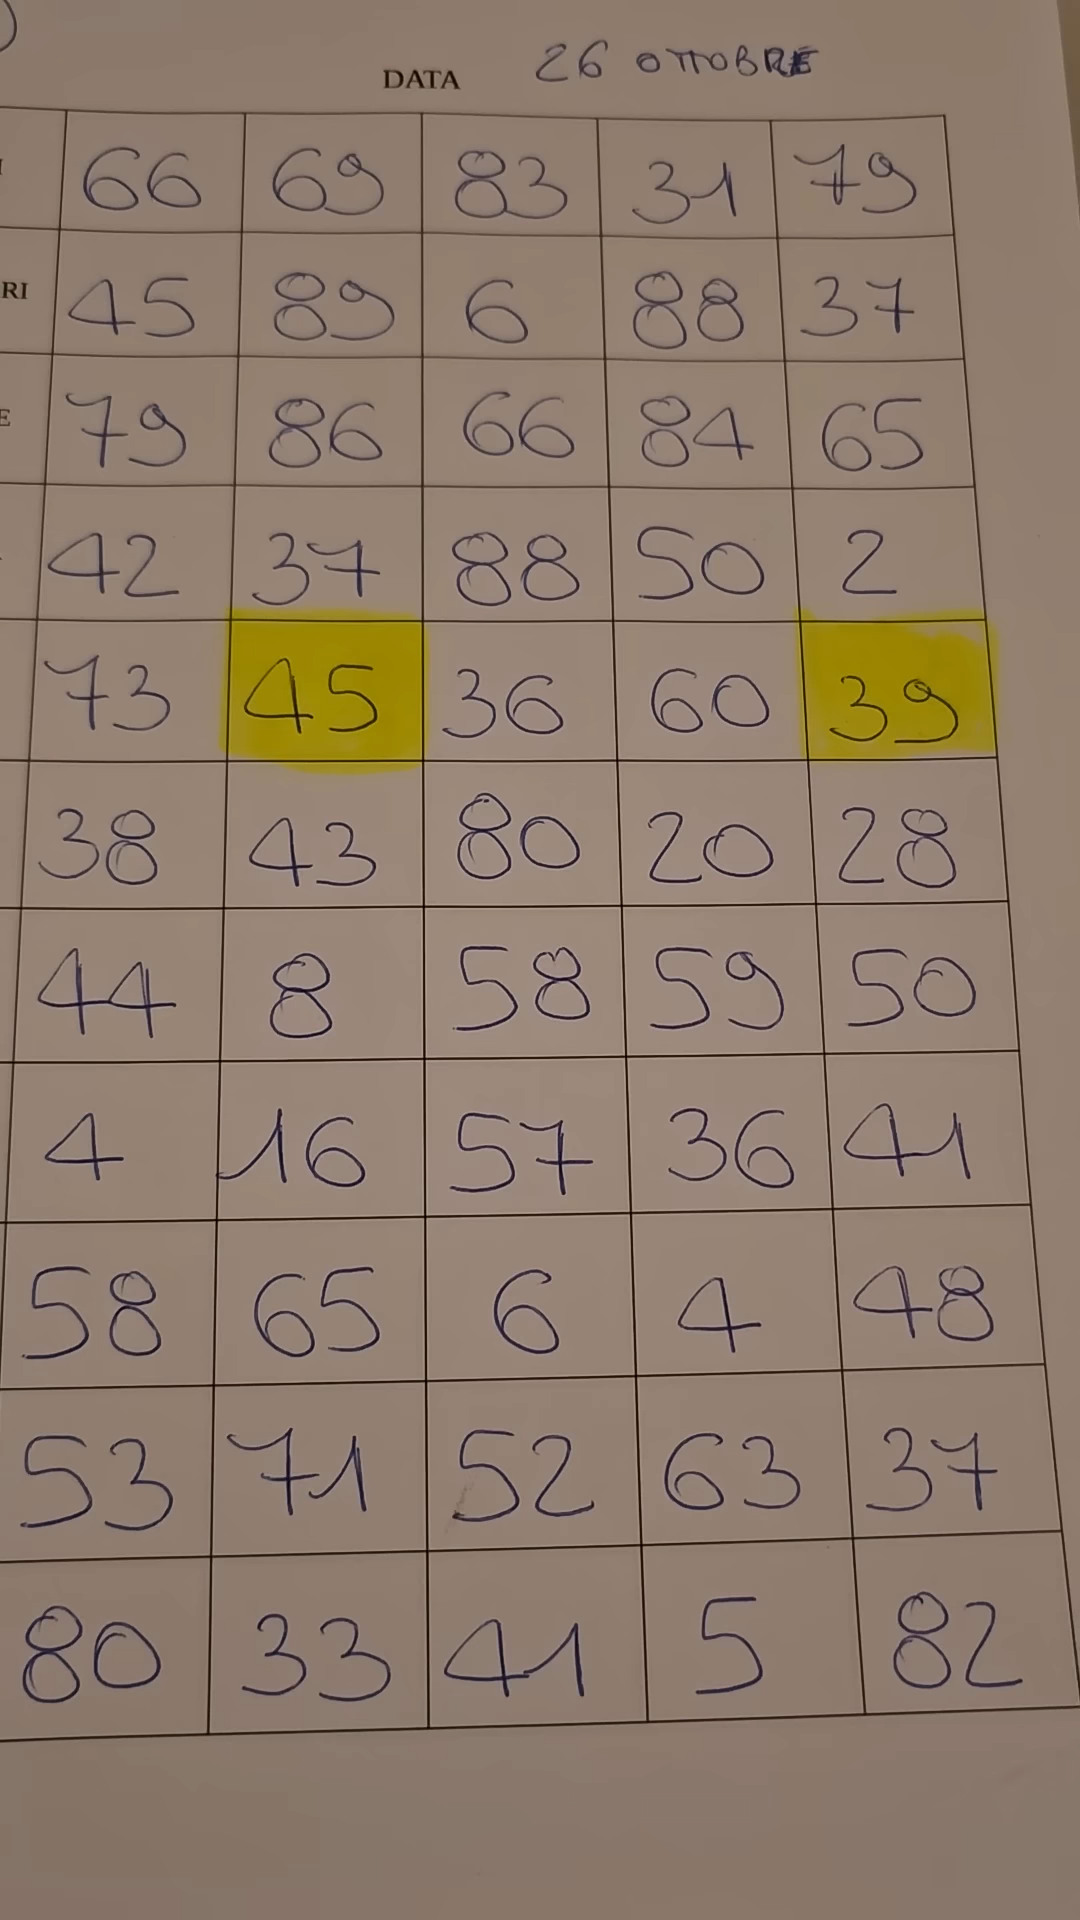 DATA 26 OTTOBRE
66 69 83 31 79
RI 45 89 6 88 37
E 79 86 66 84 65
42 37 88 50 2
73 45 36 60 39
38 43 80 20 28
44 8 58 59 50
4 16 57 36 41
58 65 6 4 48
53 71 52 63 37
80 33 41 5 82